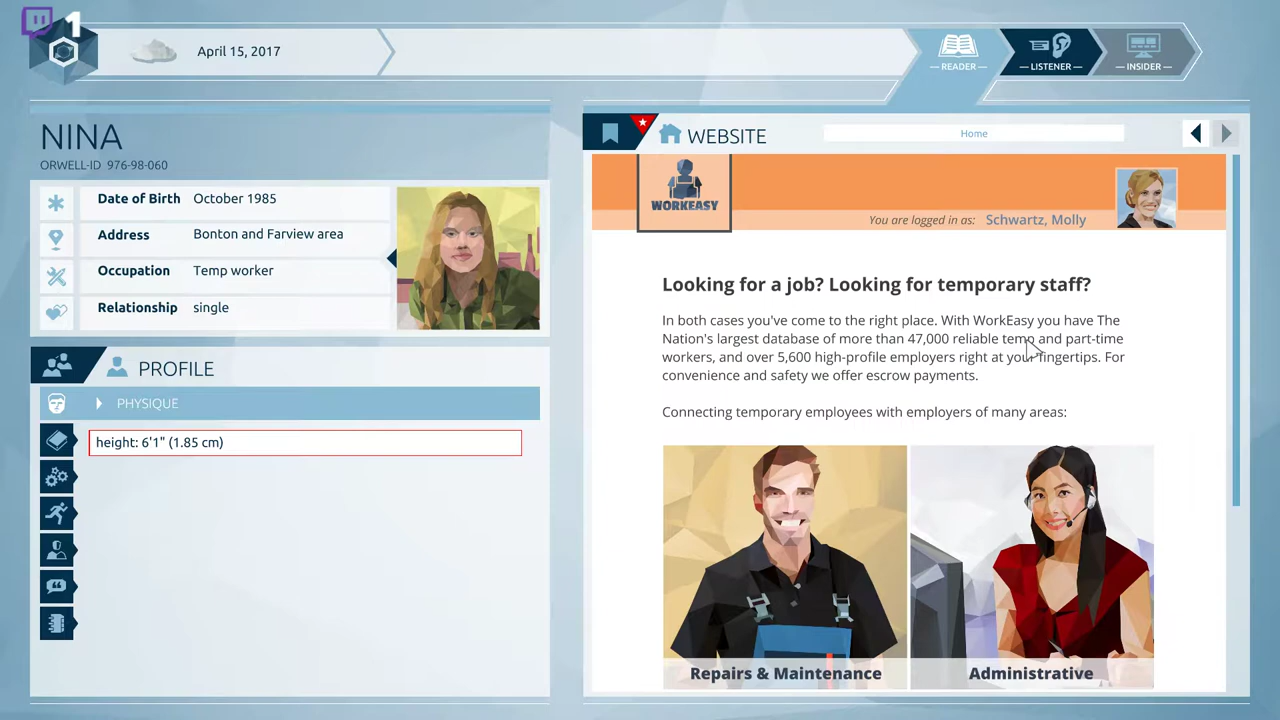 1
April 15, 2017
— READER —
— LISTENER —
— INSIDER —
NINA
ORWELL-ID 976-98-060
Date of Birth October 1985
Address Bonton and Farview area
Occupation Temp worker
Relationship single
PROFILE
PHYSIQUE
height: 6'1" (1.85 cm)
WEBSITE
Home
WORKEASY
You are logged in as: Schwartz, Molly
Looking for a job? Looking for temporary staff?
In both cases you've come to the right place. With WorkEasy you have The
Nation's largest database of more than 47,000 reliable temp and part-time
workers, and over 5,600 high-profile employers right at your fingertips. For
convenience and safety we offer escrow payments.
Connecting temporary employees with employers of many areas:
Repairs & Maintenance
Administrative